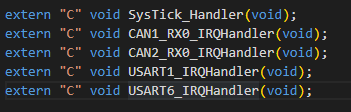 extern "C" void SysTick_Handler(void);
extern "C" void CAN1_RX0_IRQHandler(void);
extern "C" void CAN2_RX0_IRQHandler(void);
extern "C" void USART1_IRQHandler(void);
extern "C" void USART6_IRQHandler(void);